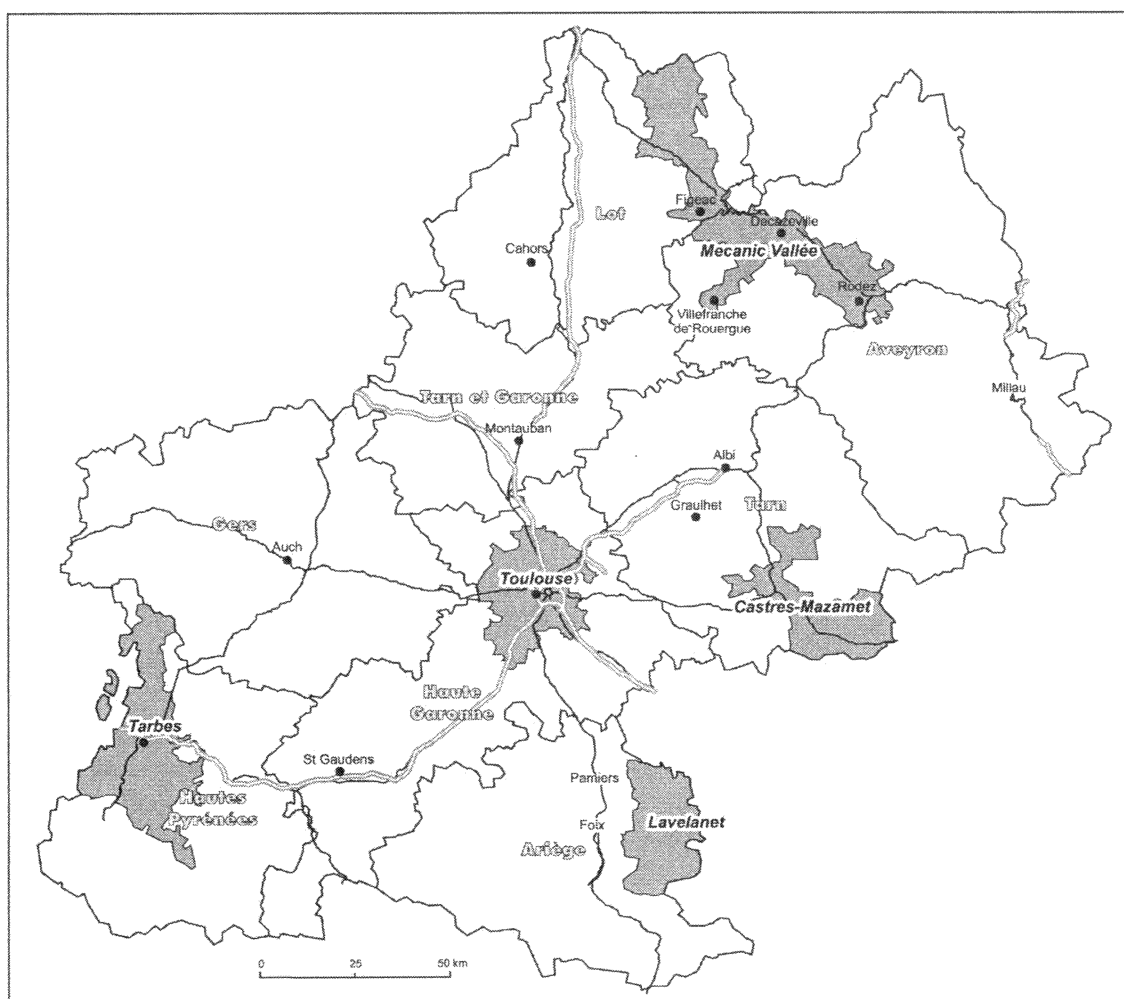 Figeac
Lot
Decazeville
Mecanic Vallée
Cahors
Rodez
Villefranche
de Rouergue
Aveyron
Millau
Tarn et Garonne
Montauban
Albi
Graulhet
Tarn
Gers
Auch
Toulouse
Castres-Mazamet
Haute
Garonne
Tarbes
St Gaudens
Pamiers
Hautes
Pyrénées
Foix
Lavelanet
Ariège
0 25 50 km